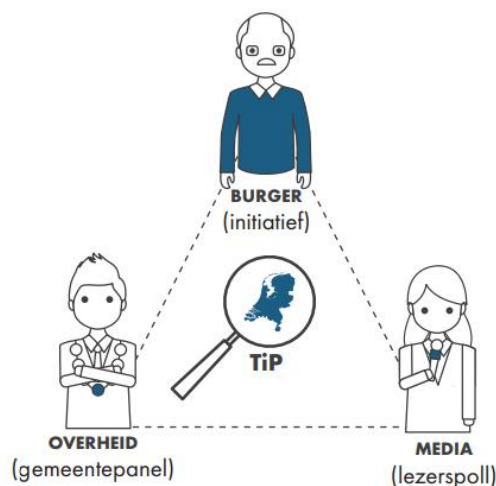 BURGER
(initiatief)
TiP
OVERHEID
(gemeentepanel)
MEDIA
(lezerspoll)